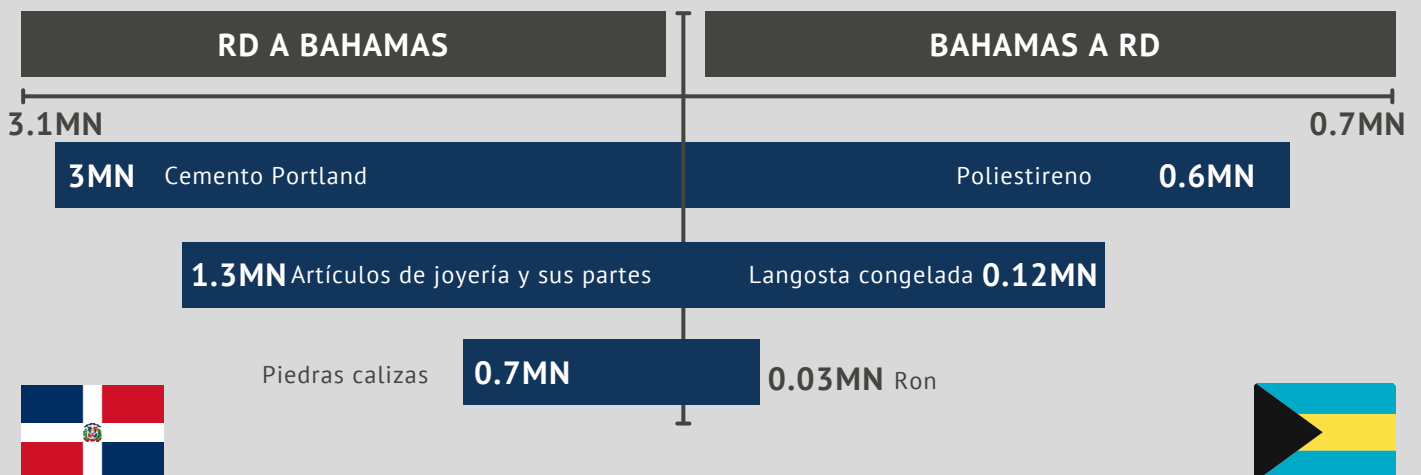 RD A BAHAMAS BAHAMAS A RD
3.1MN 0.7MN
3MN Cemento Portland Poliestireno 0.6MN
1.3MN Artículos de joyería y sus partes Langosta congelada 0.12MN
Piedras calizas 0.7MN 0.03MN Ron